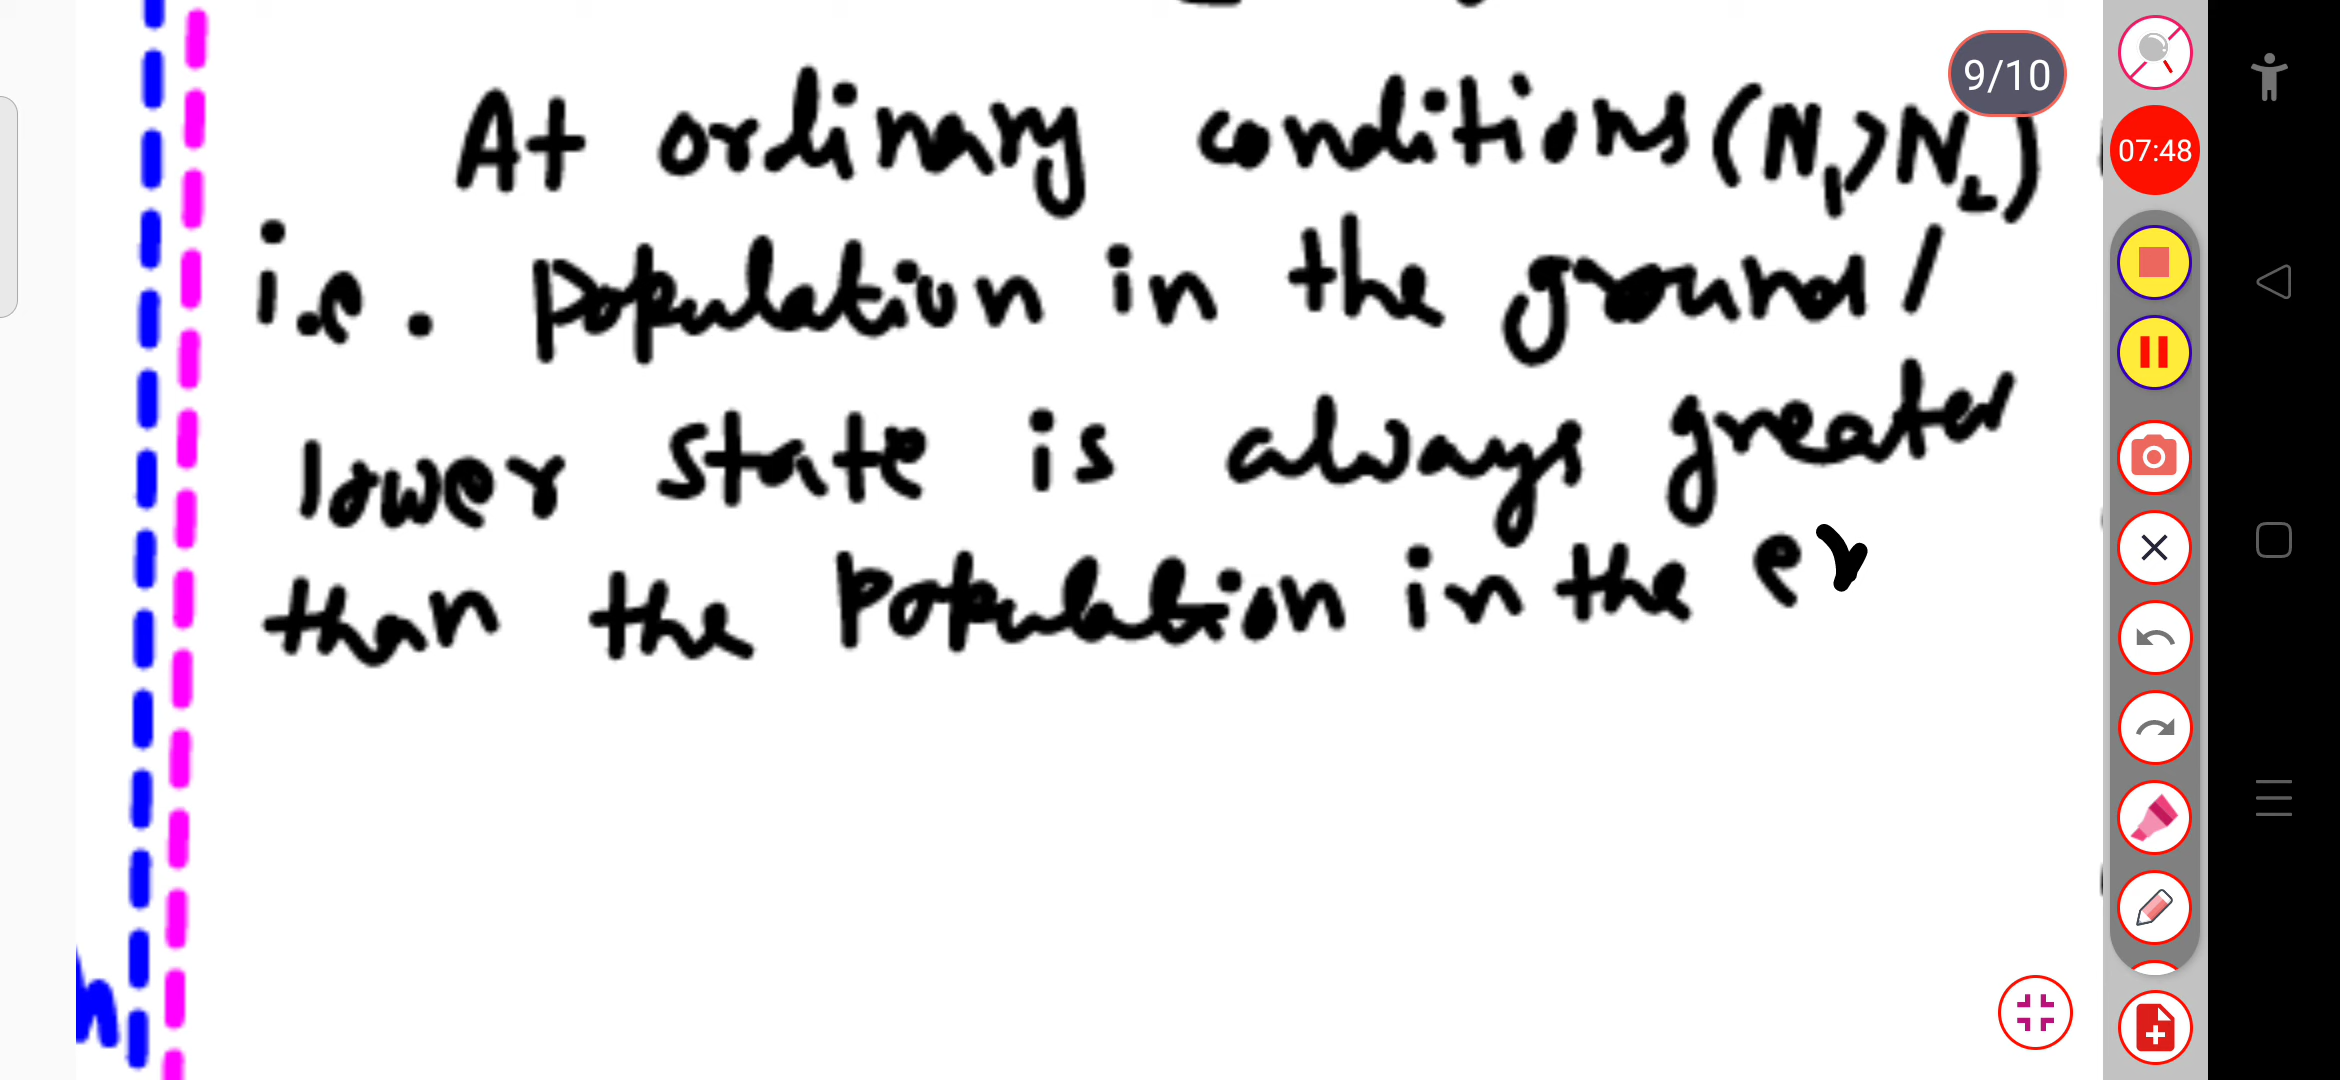 9/10
07:48
At ordinary conditions (N₁>N₂)
i.e. population in the ground/
lower state is always greater
than the population in the ex
n